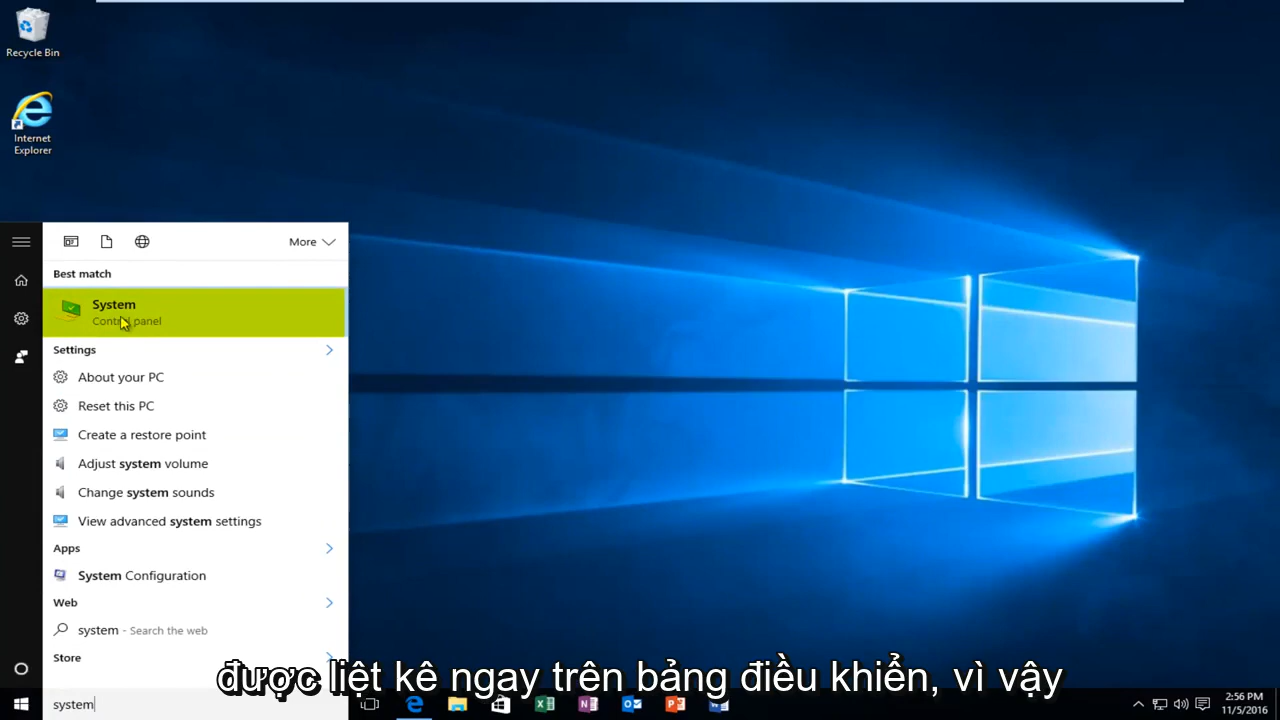 Recycle Bin
Internet
Explorer
More
Best match
System
Control panel
Settings
About your PC
Reset this PC
Create a restore point
Adjust system volume
Change system sounds
View advanced system settings
Apps
System Configuration
Web
system - Search the web
Store
được liệt kê ngay trên bảng điều khiển, vì vậy
system
2:56 PM
11/5/2016